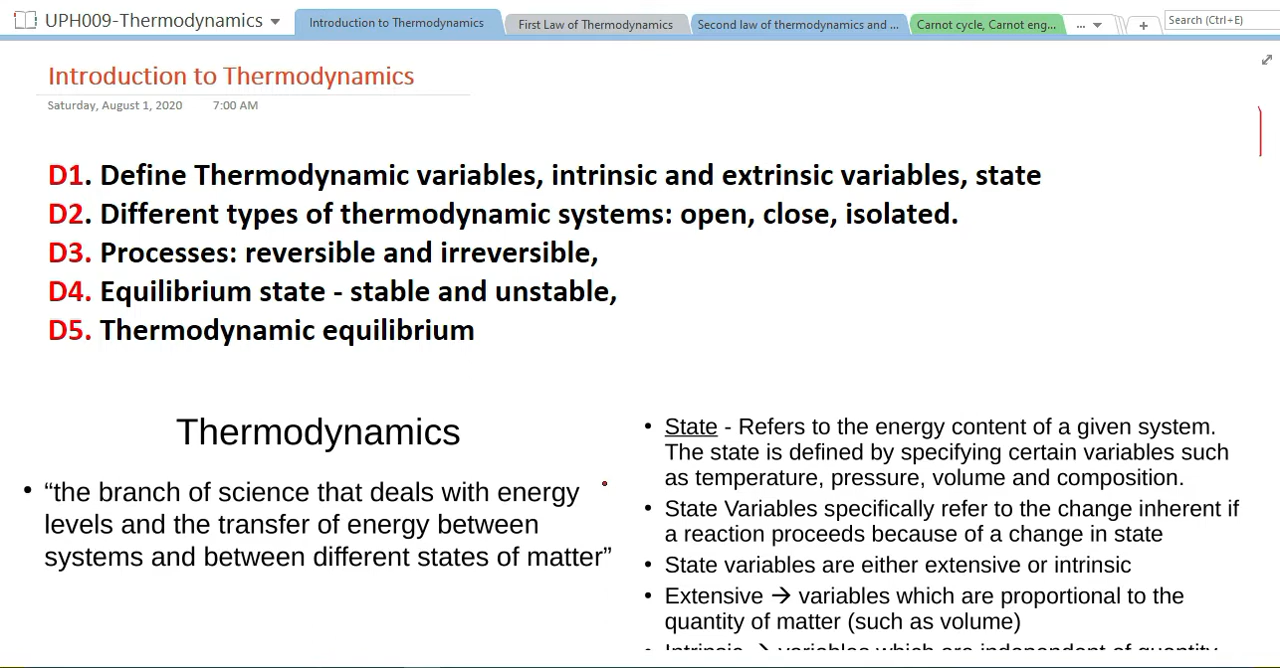 UPH009-Thermodynamics
Introduction to Thermodynamics
First Law of Thermodynamics
Second law of thermodynamics and ...
Carnot cycle, Carnot eng...
...
Search (Ctrl+E)
Introduction to Thermodynamics
Saturday, August 1, 2020 7:00 AM
D1. Define Thermodynamic variables, intrinsic and extrinsic variables, state
D2. Different types of thermodynamic systems: open, close, isolated.
D3. Processes: reversible and irreversible,
D4. Equilibrium state - stable and unstable,
D5. Thermodynamic equilibrium
Thermodynamics
• “the branch of science that deals with energy
levels and the transfer of energy between
systems and between different states of matter”
• State - Refers to the energy content of a given system.
The state is defined by specifying certain variables such
as temperature, pressure, volume and composition.
• State Variables specifically refer to the change inherent if
a reaction proceeds because of a change in state
• State variables are either extensive or intrinsic
• Extensive → variables which are proportional to the
quantity of matter (such as volume)
• Intrinsic → variables which are independent of quantity